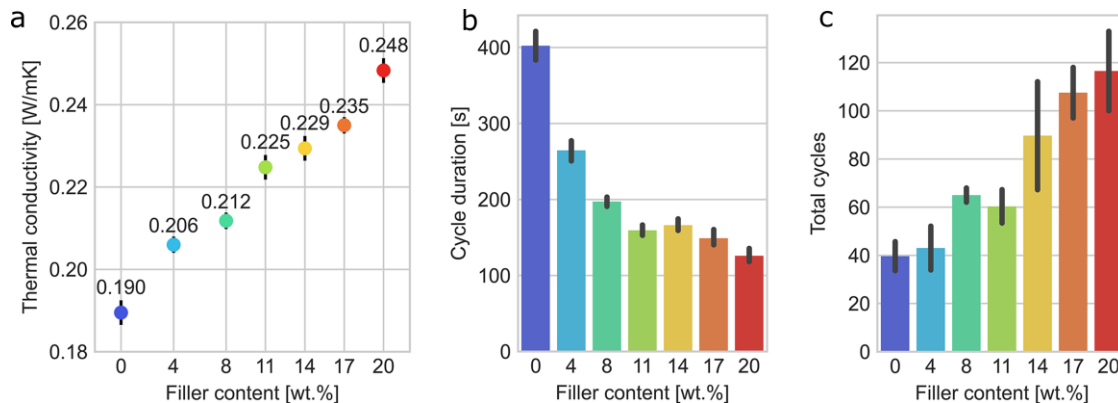 a
Thermal conductivity [W/mK]
0.26
0.24
0.22
0.20
0.18
0.190
0.206
0.212
0.225
0.229
0.235
0.248
0 4 8 11 14 17 20
Filler content [wt.%]
b
Cycle duration [s]
400
300
200
100
0
0 4 8 11 14 17 20
Filler content [wt.%]
c
Total cycles
120
100
80
60
40
20
0
0 4 8 11 14 17 20
Filler content [wt.%]